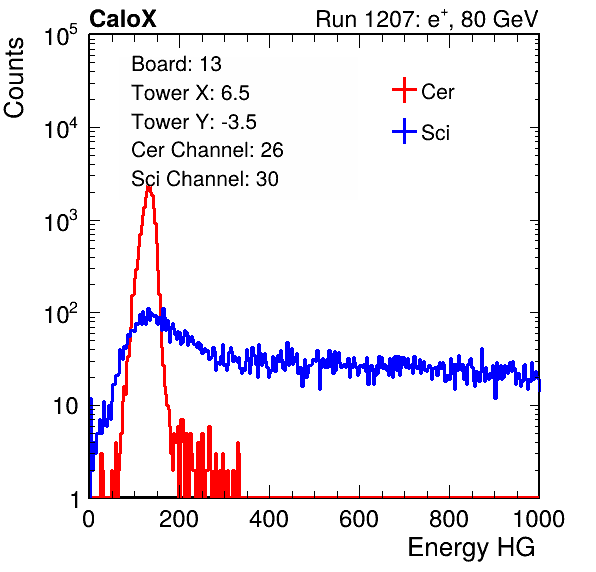 CaloX Run 1207: e⁺, 80 GeV
Counts
10⁵
10⁴
10³
10²
10
1
Board: 13
Tower X: 6.5
Tower Y: -3.5
Cer Channel: 26
Sci Channel: 30
Cer
Sci
0 200 400 600 800 1000
Energy HG